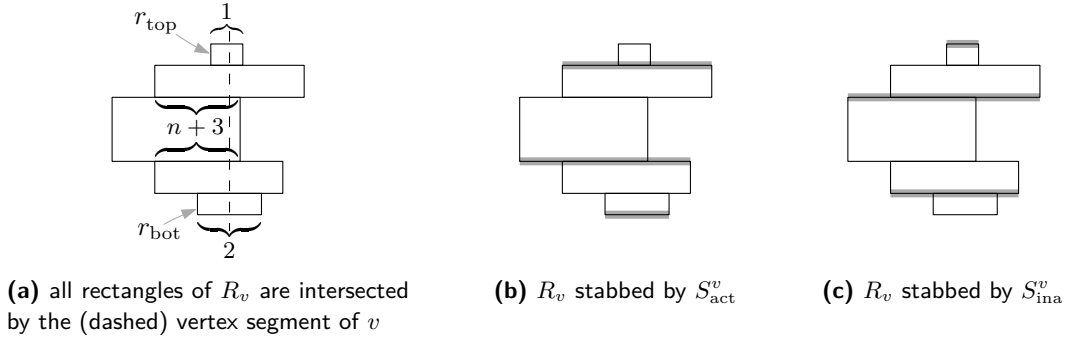 1
r_top
n + 3
r_bot
2
(a) all rectangles of R_v are intersected
by the (dashed) vertex segment of v
(b) R_v stabbed by S^v_act
(c) R_v stabbed by S^v_ina